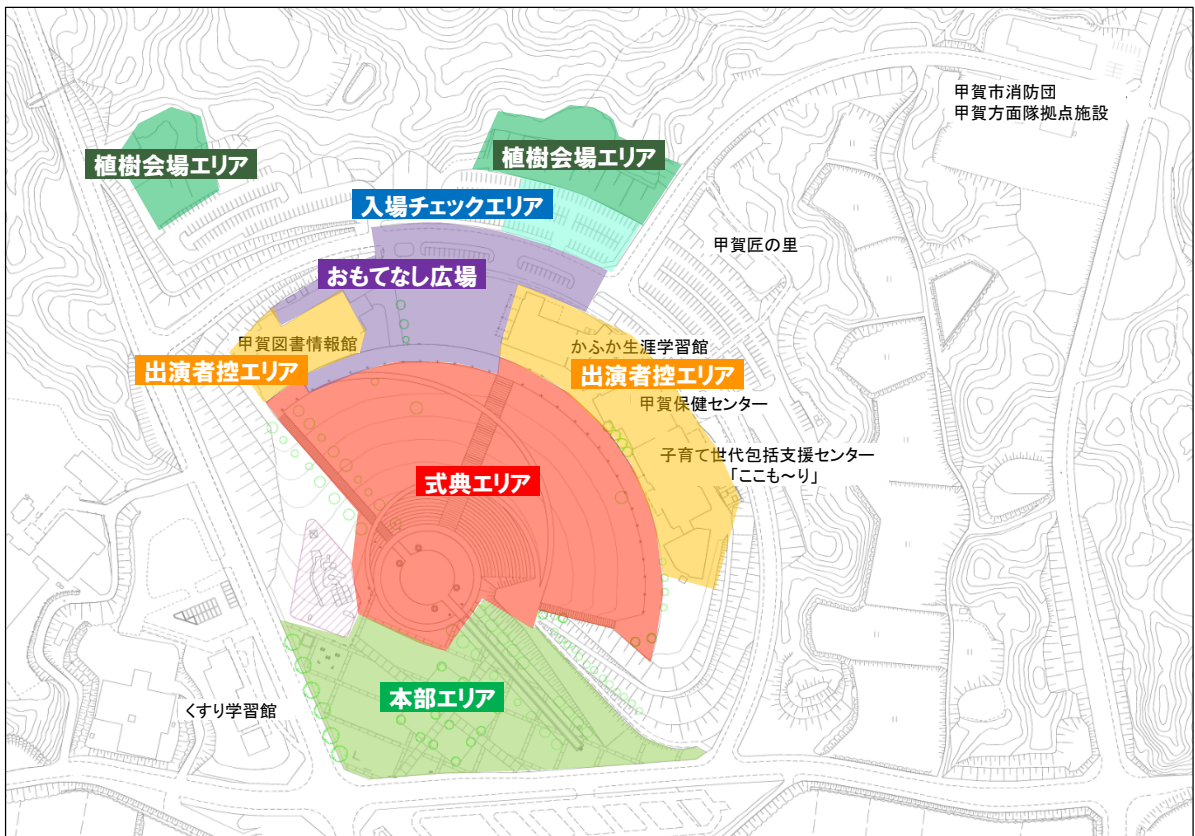 甲賀市消防団
甲賀方面隊拠点施設
植樹会場エリア
植樹会場エリア
入場チェックエリア
甲賀匠の里
おもてなし広場
甲賀図書情報館
かふか生涯学習館
出演者控エリア
出演者控エリア
甲賀保健センター
子育て世代包括支援センター
「ここも～り」
式典エリア
本部エリア
くすり学習館